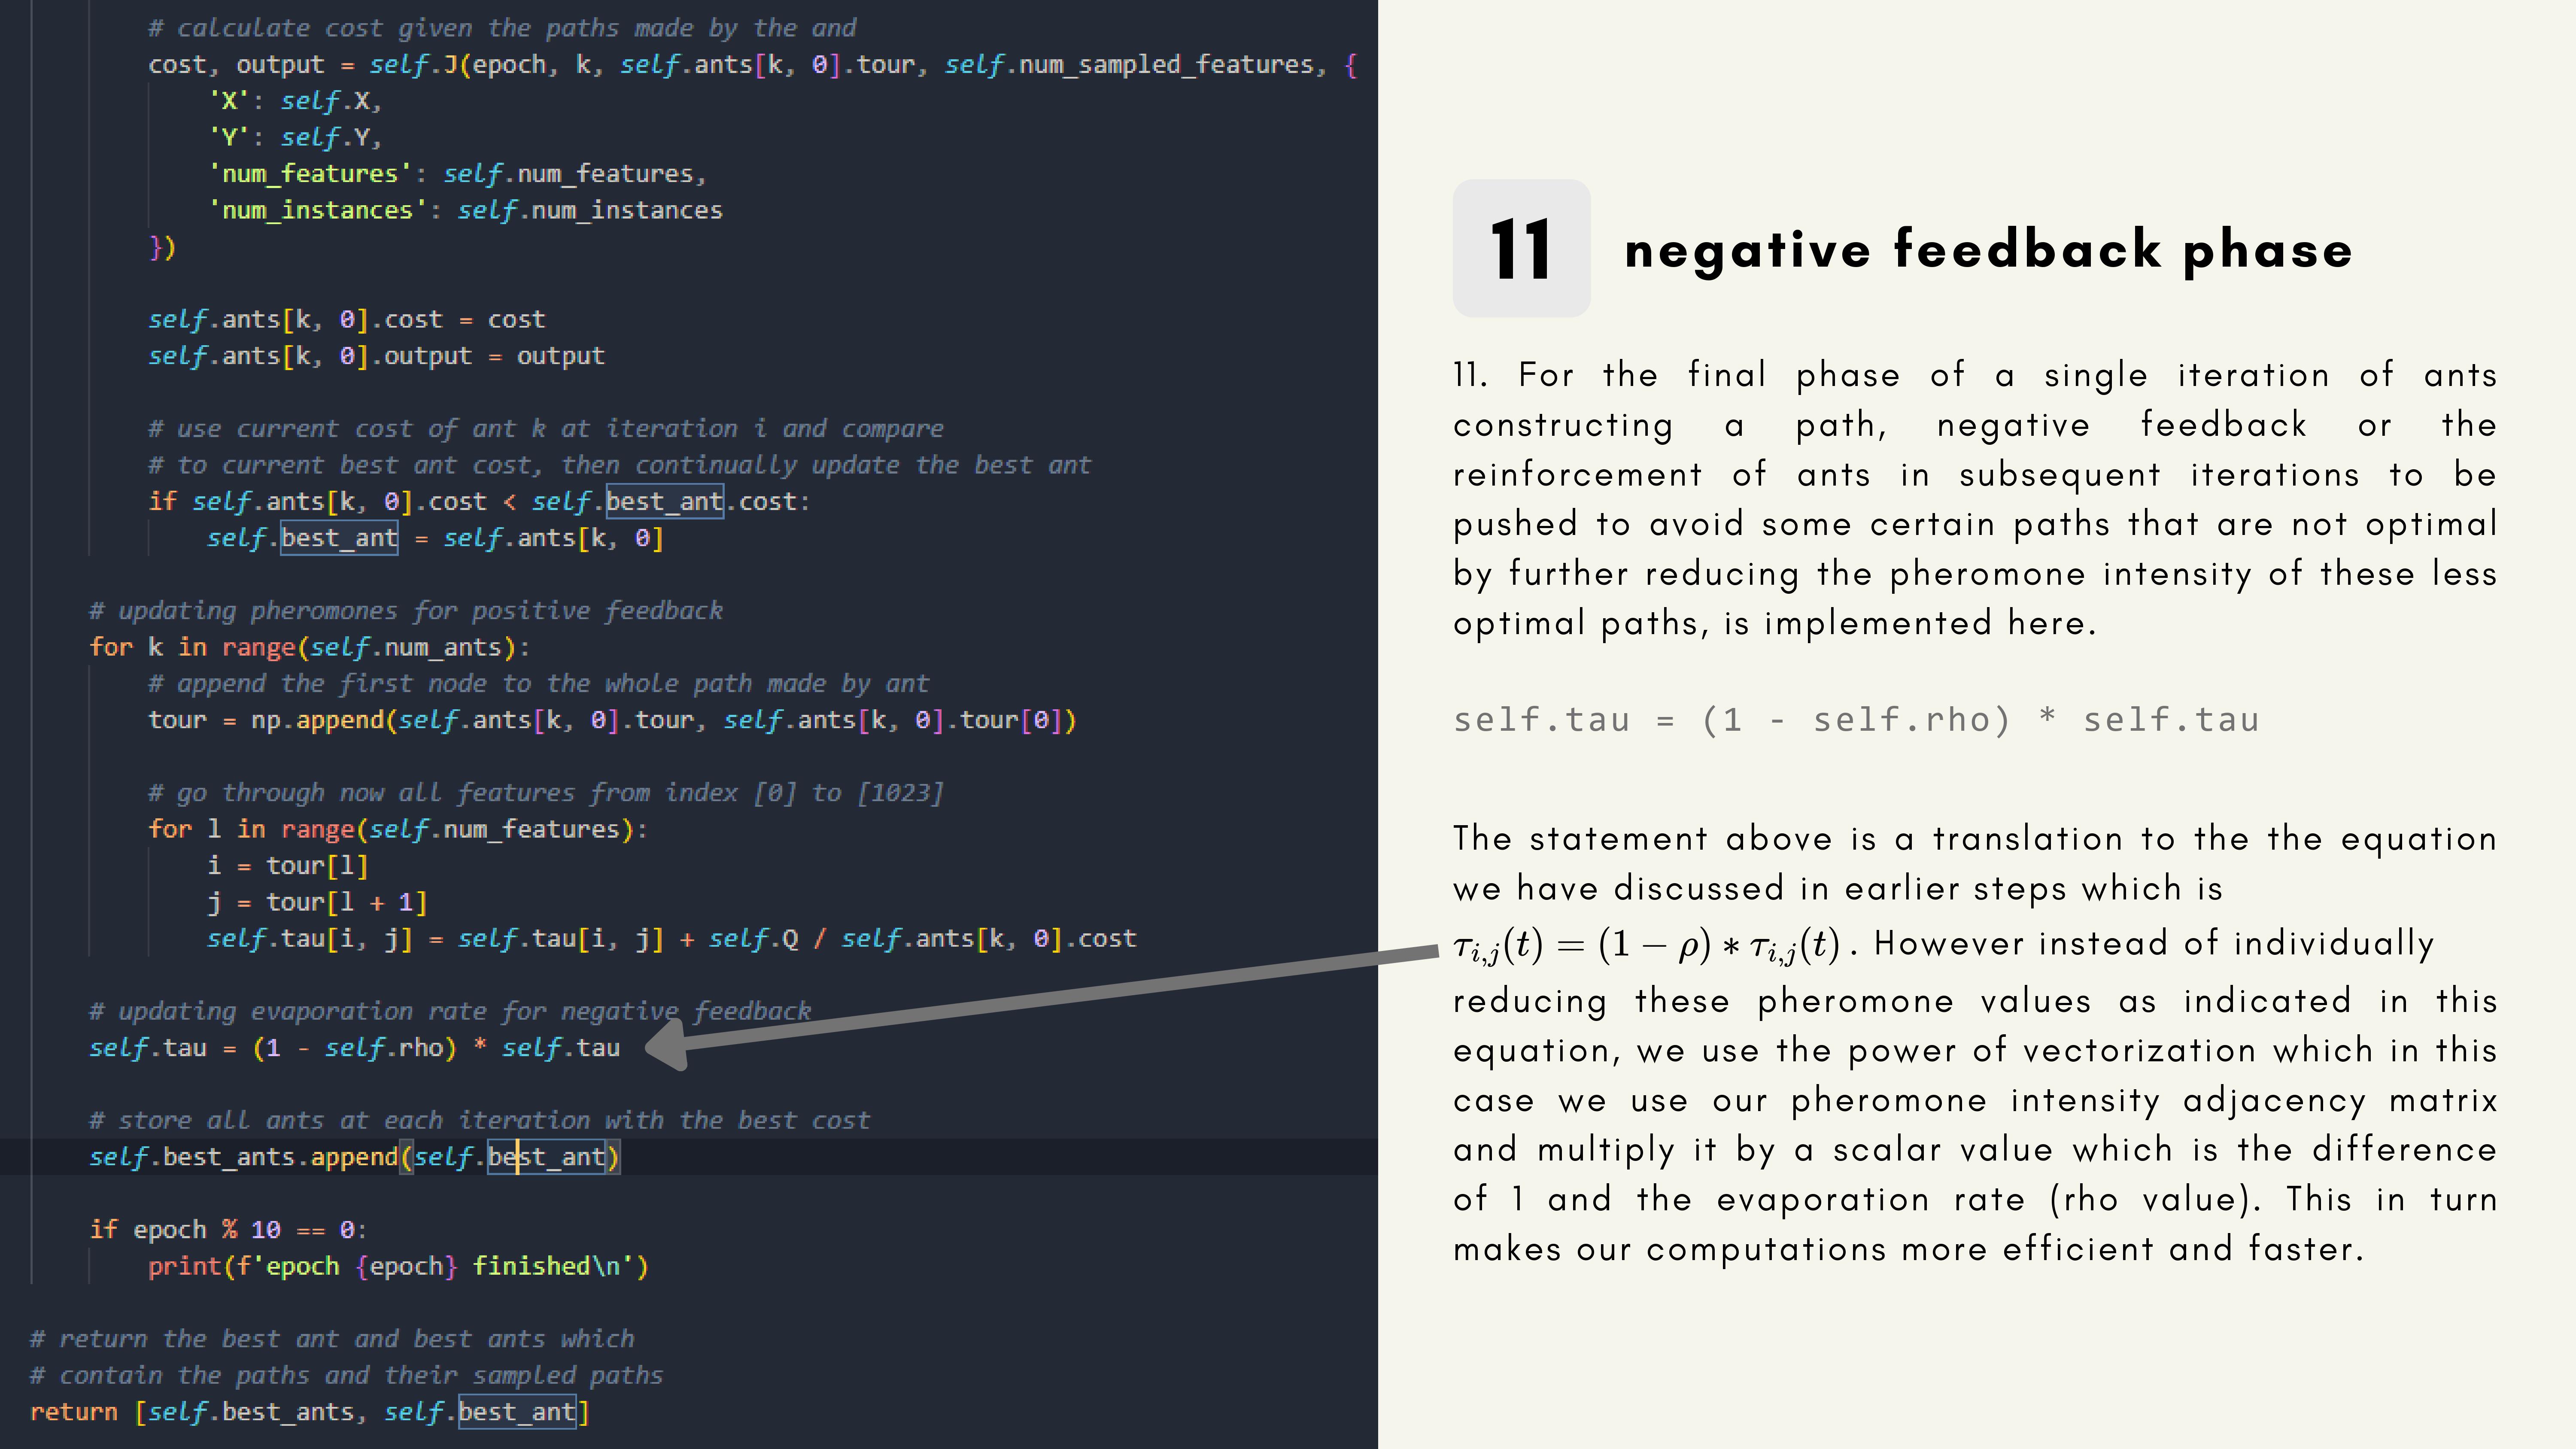 # calculate cost given the paths made by the and
cost, output = self.J(epoch, k, self.ants[k, 0].tour, self.num_sampled_features, {
    'X': self.X,
    'Y': self.Y,
    'num_features': self.num_features,
    'num_instances': self.num_instances
})
self.ants[k, 0].cost = cost
self.ants[k, 0].output = output
# use current cost of ant k at iteration i and compare
# to current best ant cost, then continually update the best ant
if self.ants[k, 0].cost < self.best_ant.cost:
    self.best_ant = self.ants[k, 0]
# updating pheromones for positive feedback
for k in range(self.num_ants):
    # append the first node to the whole path made by ant
    tour = np.append(self.ants[k, 0].tour, self.ants[k, 0].tour[0])
    # go through now all features from index [0] to [1023]
    for l in range(self.num_features):
        i = tour[l]
        j = tour[l + 1]
        self.tau[i, j] = self.tau[i, j] + self.Q / self.ants[k, 0].cost
# updating evaporation rate for negative feedback
self.tau = (1 - self.rho) * self.tau
# store all ants at each iteration with the best cost
self.best_ants.append(self.best_ant)
if epoch % 10 == 0:
    print(f'epoch {epoch} finished\n')
# return the best ant and best ants which
# contain the paths and their sampled paths
return [self.best_ants, self.best_ant]
11 negative feedback phase
11. For the final phase of a single iteration of ants
constructing a path, negative feedback or the
reinforcement of ants in subsequent iterations to be
pushed to avoid some certain paths that are not optimal
by further reducing the pheromone intensity of these less
optimal paths, is implemented here.
self.tau = (1 - self.rho) * self.tau
The statement above is a translation to the the equation
we have discussed in earlier steps which is
τi,j(t) = (1 − ρ) ∗ τi,j(t). However instead of individually
reducing these pheromone values as indicated in this
equation, we use the power of vectorization which in this
case we use our pheromone intensity adjacency matrix
and multiply it by a scalar value which is the difference
of 1 and the evaporation rate (rho value). This in turn
makes our computations more efficient and faster.